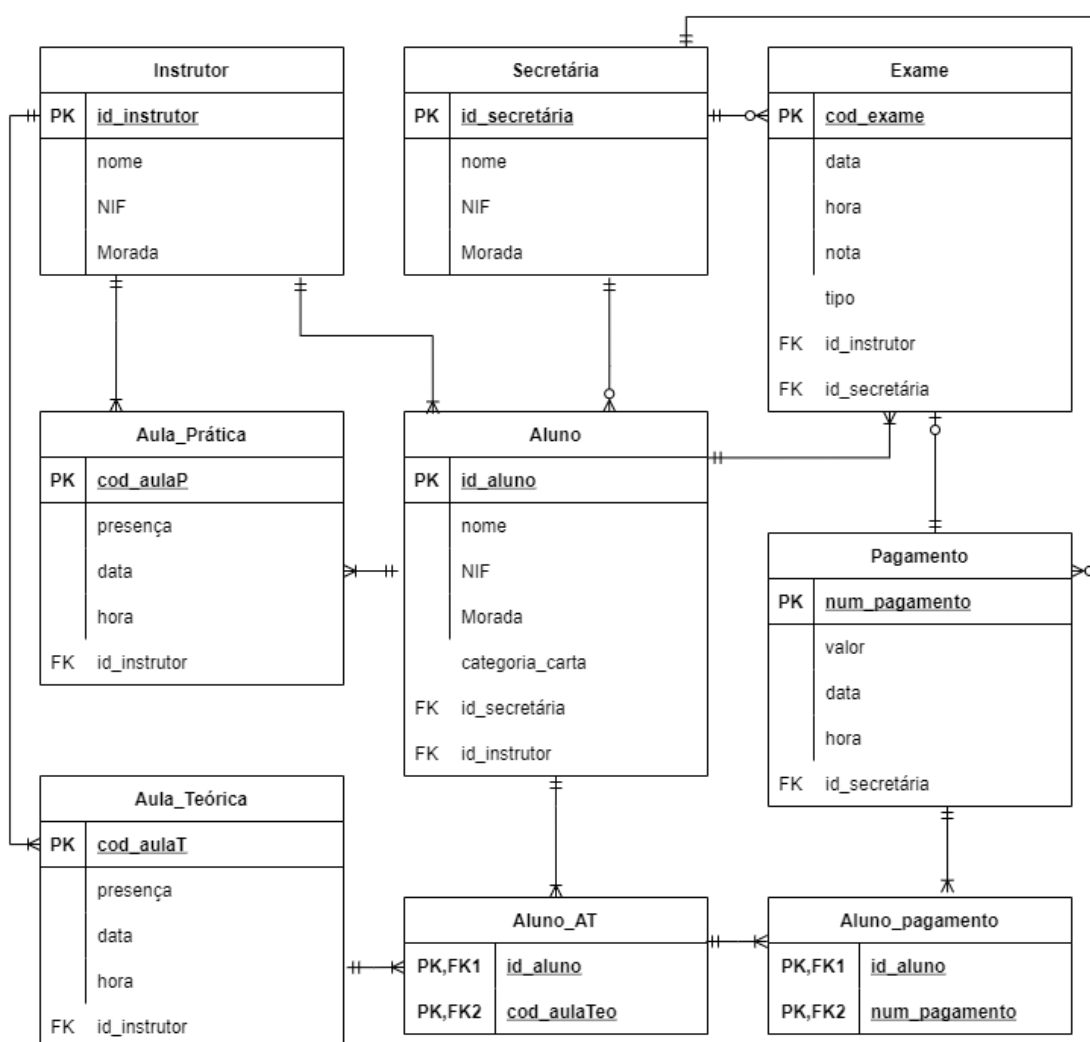 Instrutor
PK id_instrutor
nome
NIF
Morada
Secretária
PK id_secretária
nome
NIF
Morada
Exame
PK cod_exame
data
hora
nota
tipo
FK id_instrutor
FK id_secretária
Aula_Prática
PK cod_aulaP
presença
data
hora
FK id_instrutor
Aluno
PK id_aluno
nome
NIF
Morada
categoria_carta
FK id_secretária
FK id_instrutor
Pagamento
PK num_pagamento
valor
data
hora
FK id_secretária
Aula_Teórica
PK cod_aulaT
presença
data
hora
FK id_instrutor
Aluno_AT
PK,FK1 id_aluno
PK,FK2 cod_aulaTeo
Aluno_pagamento
PK,FK1 id_aluno
PK,FK2 num_pagamento